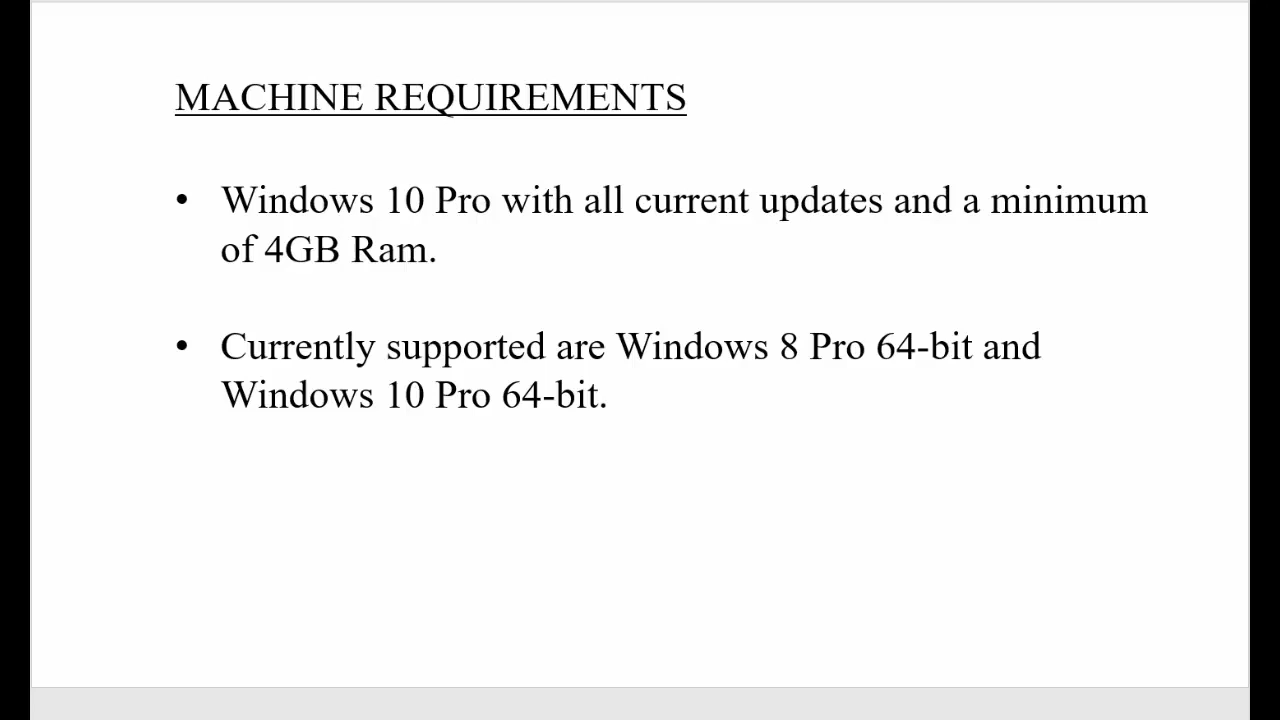 MACHINE REQUIREMENTS
• Windows 10 Pro with all current updates and a minimum
of 4GB Ram.
• Currently supported are Windows 8 Pro 64-bit and
Windows 10 Pro 64-bit.